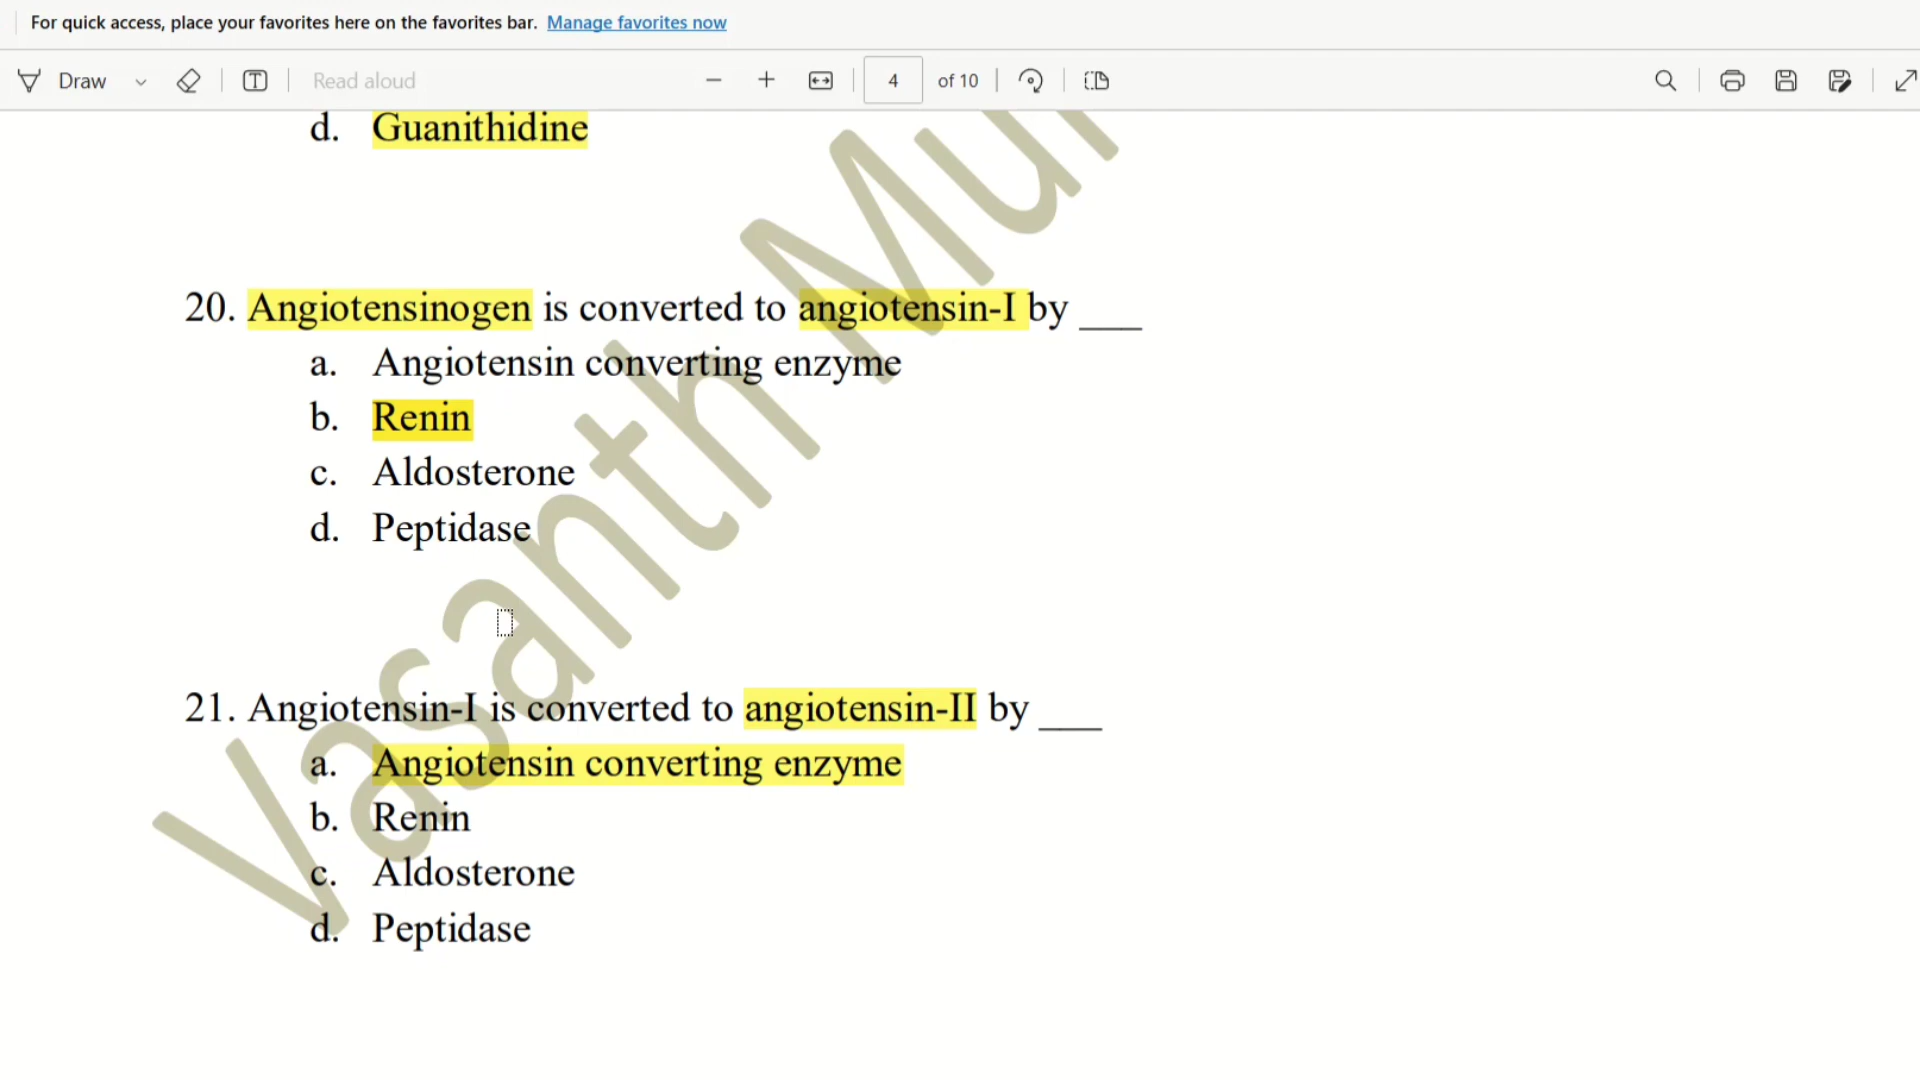 For quick access, place your favorites here on the favorites bar. Manage favorites now
Draw Read aloud 4 of 10
d. Guanithidine
20. Angiotensinogen is converted to angiotensin-I by ___
a. Angiotensin converting enzyme
b. Renin
c. Aldosterone
d. Peptidase
21. Angiotensin-I is converted to angiotensin-II by ___
a. Angiotensin converting enzyme
b. Renin
c. Aldosterone
d. Peptidase
Vasanth